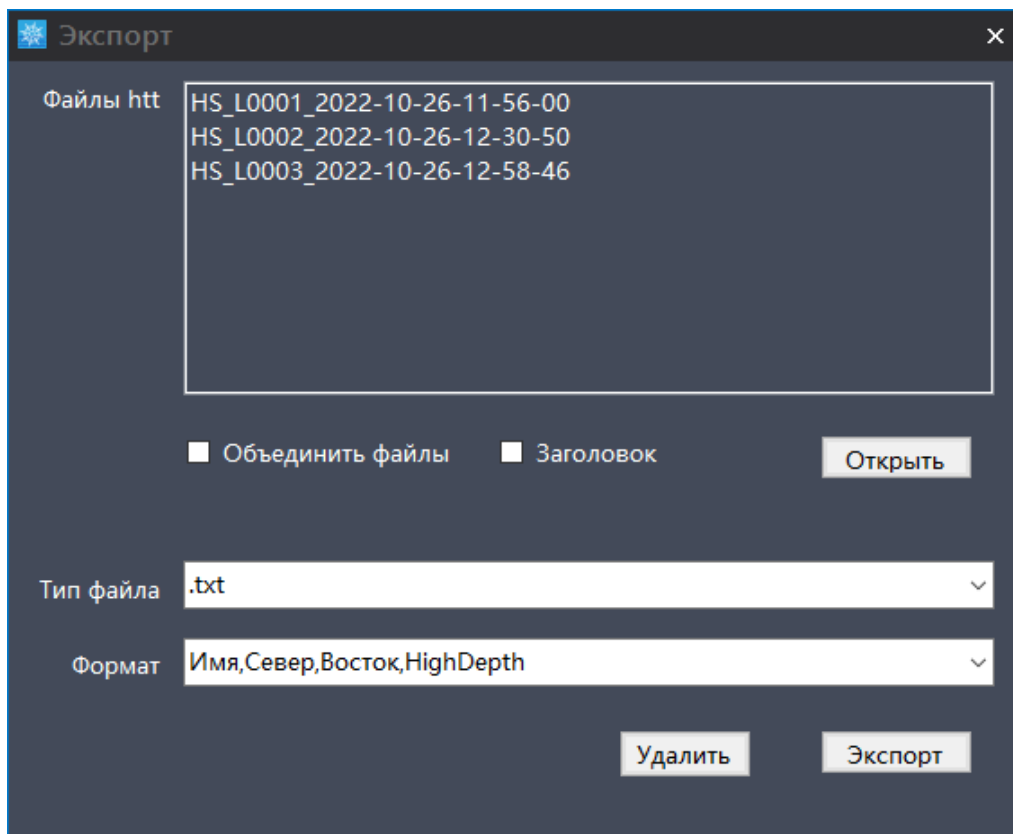 Экспорт
Файлы htt
HS_L0001_2022-10-26-11-56-00
HS_L0002_2022-10-26-12-30-50
HS_L0003_2022-10-26-12-58-46
Объединить файлы Заголовок Открыть
Тип файла .txt
Формат Имя,Север,Восток,HighDepth
Удалить Экспорт